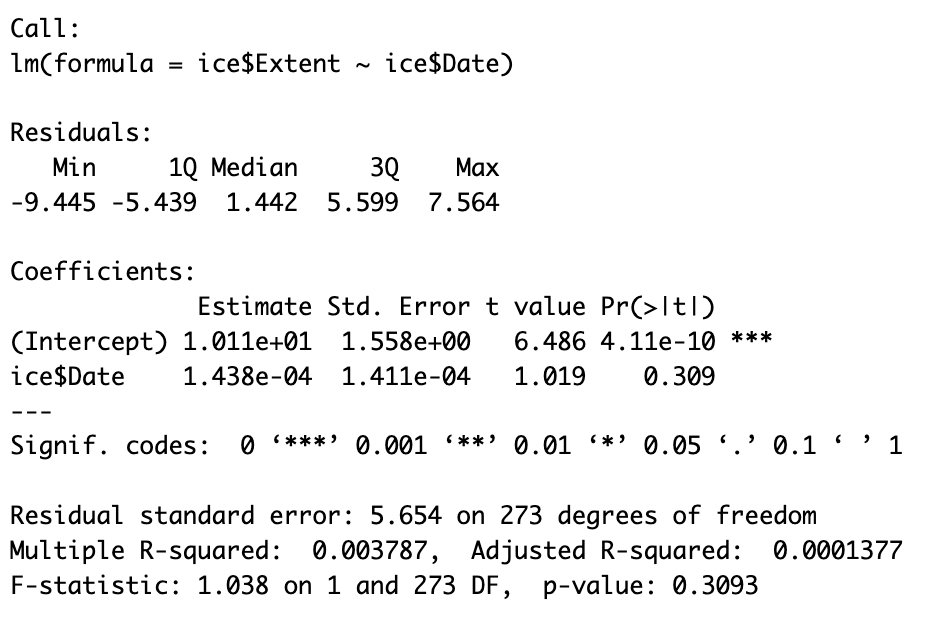 Call:
lm(formula = ice$Extent ~ ice$Date)
Residuals:
Min 1Q Median 3Q Max
-9.445 -5.439 1.442 5.599 7.564
Coefficients:
Estimate Std. Error t value Pr(>|t|)
(Intercept) 1.011e+01 1.558e+00 6.486 4.11e-10 ***
ice$Date 1.438e-04 1.411e-04 1.019 0.309
---
Signif. codes: 0 ‘***’ 0.001 ‘**’ 0.01 ‘*’ 0.05 ‘.’ 0.1 ‘ ’ 1
Residual standard error: 5.654 on 273 degrees of freedom
Multiple R-squared: 0.003787, Adjusted R-squared: 0.0001377
F-statistic: 1.038 on 1 and 273 DF, p-value: 0.3093